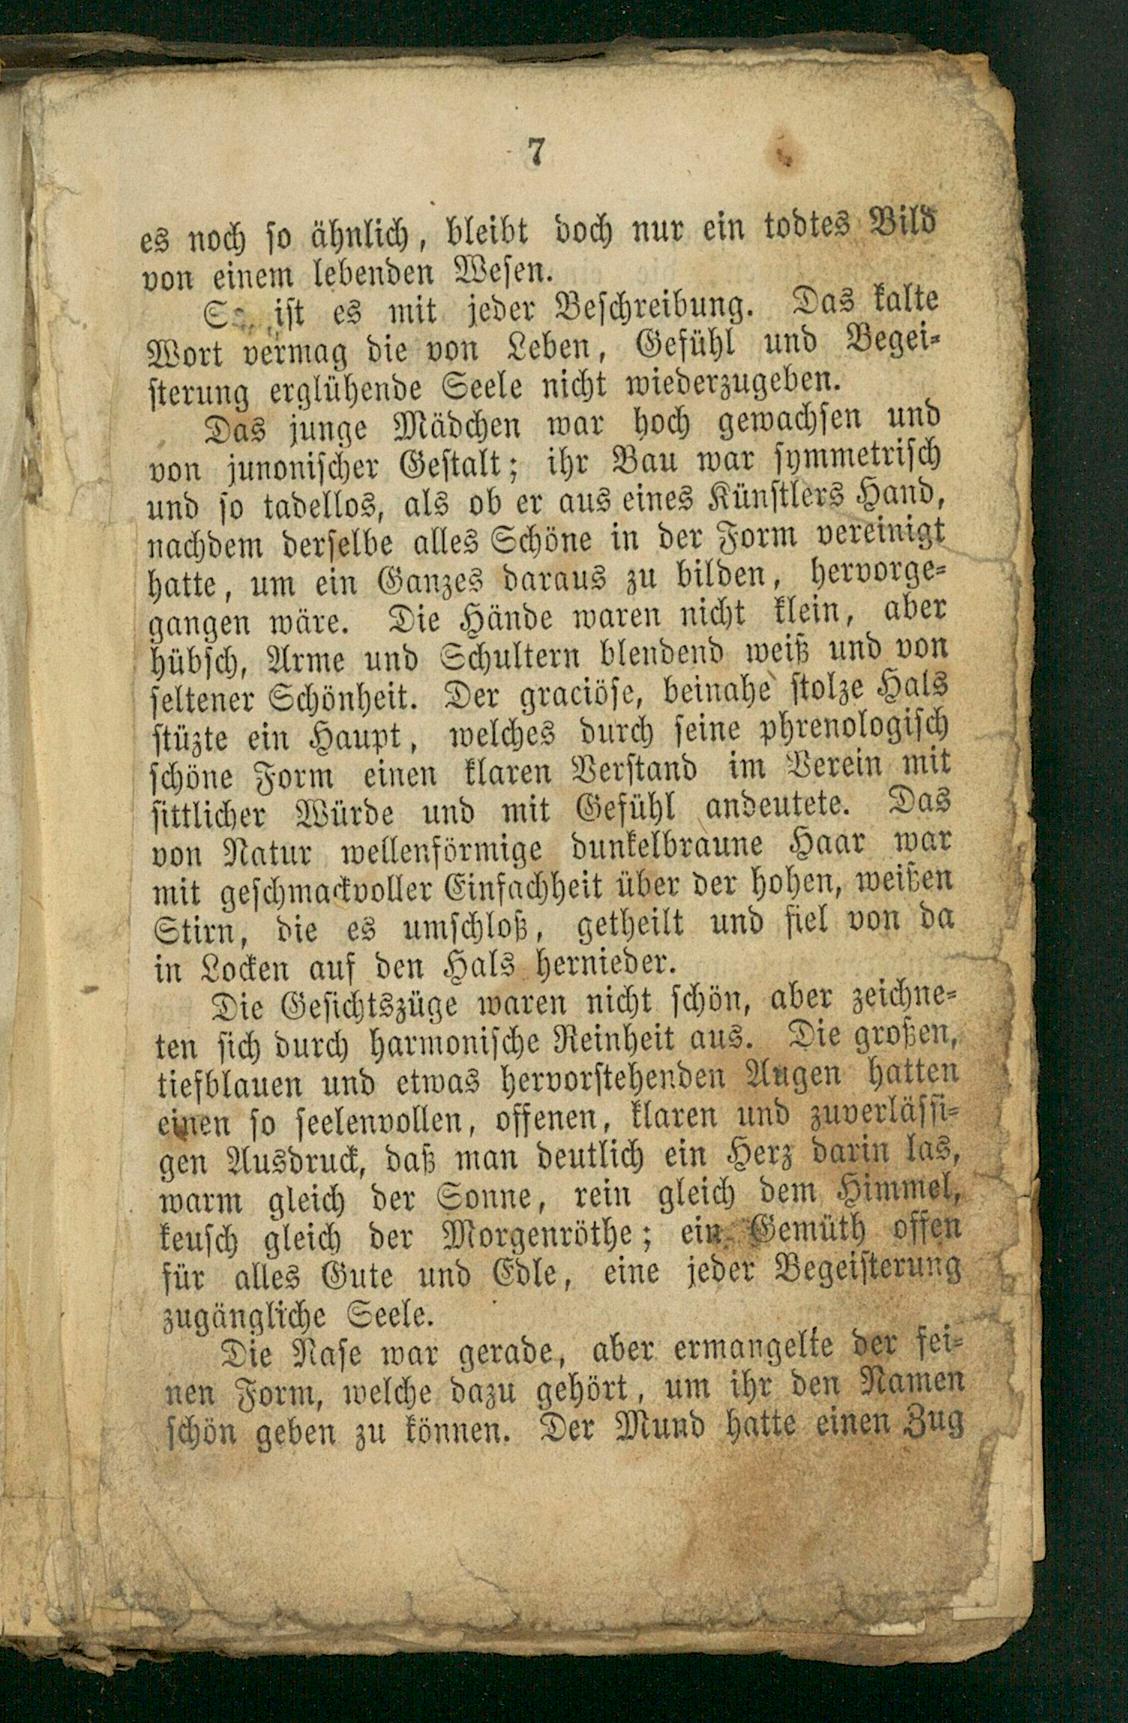 7
es noch so ähnlich, bleibt doch nur ein todtes Bild
von einem lebenden Wesen.
So ist es mit jeder Beschreibung. Das kalte
Wort vermag die von Leben, Gefühl und Begei-
sterung erglühende Seele nicht wiederzugeben.
Das junge Mädchen war hoch gewachsen und
von junonischer Gestalt; ihr Bau war symmetrisch
und so tadellos, als ob er aus eines Künstlers Hand,
nachdem derselbe alles Schöne in der Form vereinigt
hatte, um ein Ganzes daraus zu bilden, hervorge-
gangen wäre. Die Hände waren nicht klein, aber
hübsch, Arme und Schultern blendend weiß und von
seltener Schönheit. Der graciöse, beinahe stolze Hals
stüzte ein Haupt, welches durch seine phrenologisch
schöne Form einen klaren Verstand im Verein mit
sittlicher Würde und mit Gefühl andeutete. Das
von Natur wellenförmige dunkelbraune Haar war
mit geschmackvoller Einfachheit über der hohen, weißen
Stirn, die es umschloß, getheilt und fiel von da
in Locken auf den Hals hernieder.
Die Gesichtszüge waren nicht schön, aber zeichne-
ten sich durch harmonische Reinheit aus. Die großen,
tiefblauen und etwas hervorstehenden Augen hatten
einen so seelenvollen, offenen, klaren und zuverlässi-
gen Ausdruck, daß man deutlich ein Herz darin las,
warm gleich der Sonne, rein gleich dem Himmel,
keusch gleich der Morgenröthe; ein Gemüth offen
für alles Gute und Edle, eine jeder Begeisterung
zugängliche Seele.
Die Nase war gerade, aber ermangelte der fei-
nen Form, welche dazu gehört, um ihr den Namen
schön geben zu können. Der Mund hatte einen Zug